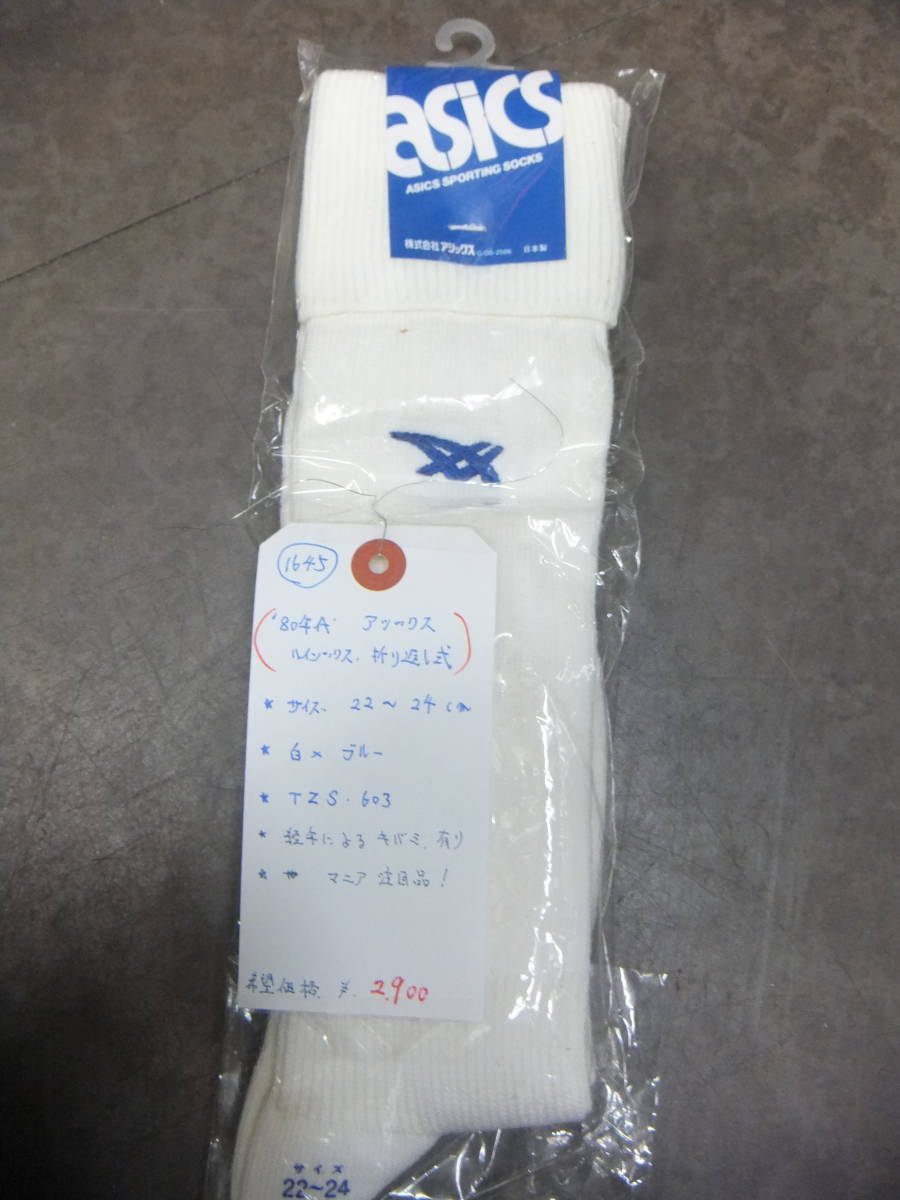 asics
ASICS SPORTING SOCKS
株式会社 アシックス 日本製
1645
'80年代 アシックス
ハイソックス. 折り返し式
* サイズ. 22〜24cm
* 白×ブルー
* TZS.603
* 経年によるキバミ.有り
* マニア注目品!
希望価格. ¥. 2,900
サイズ
22~24